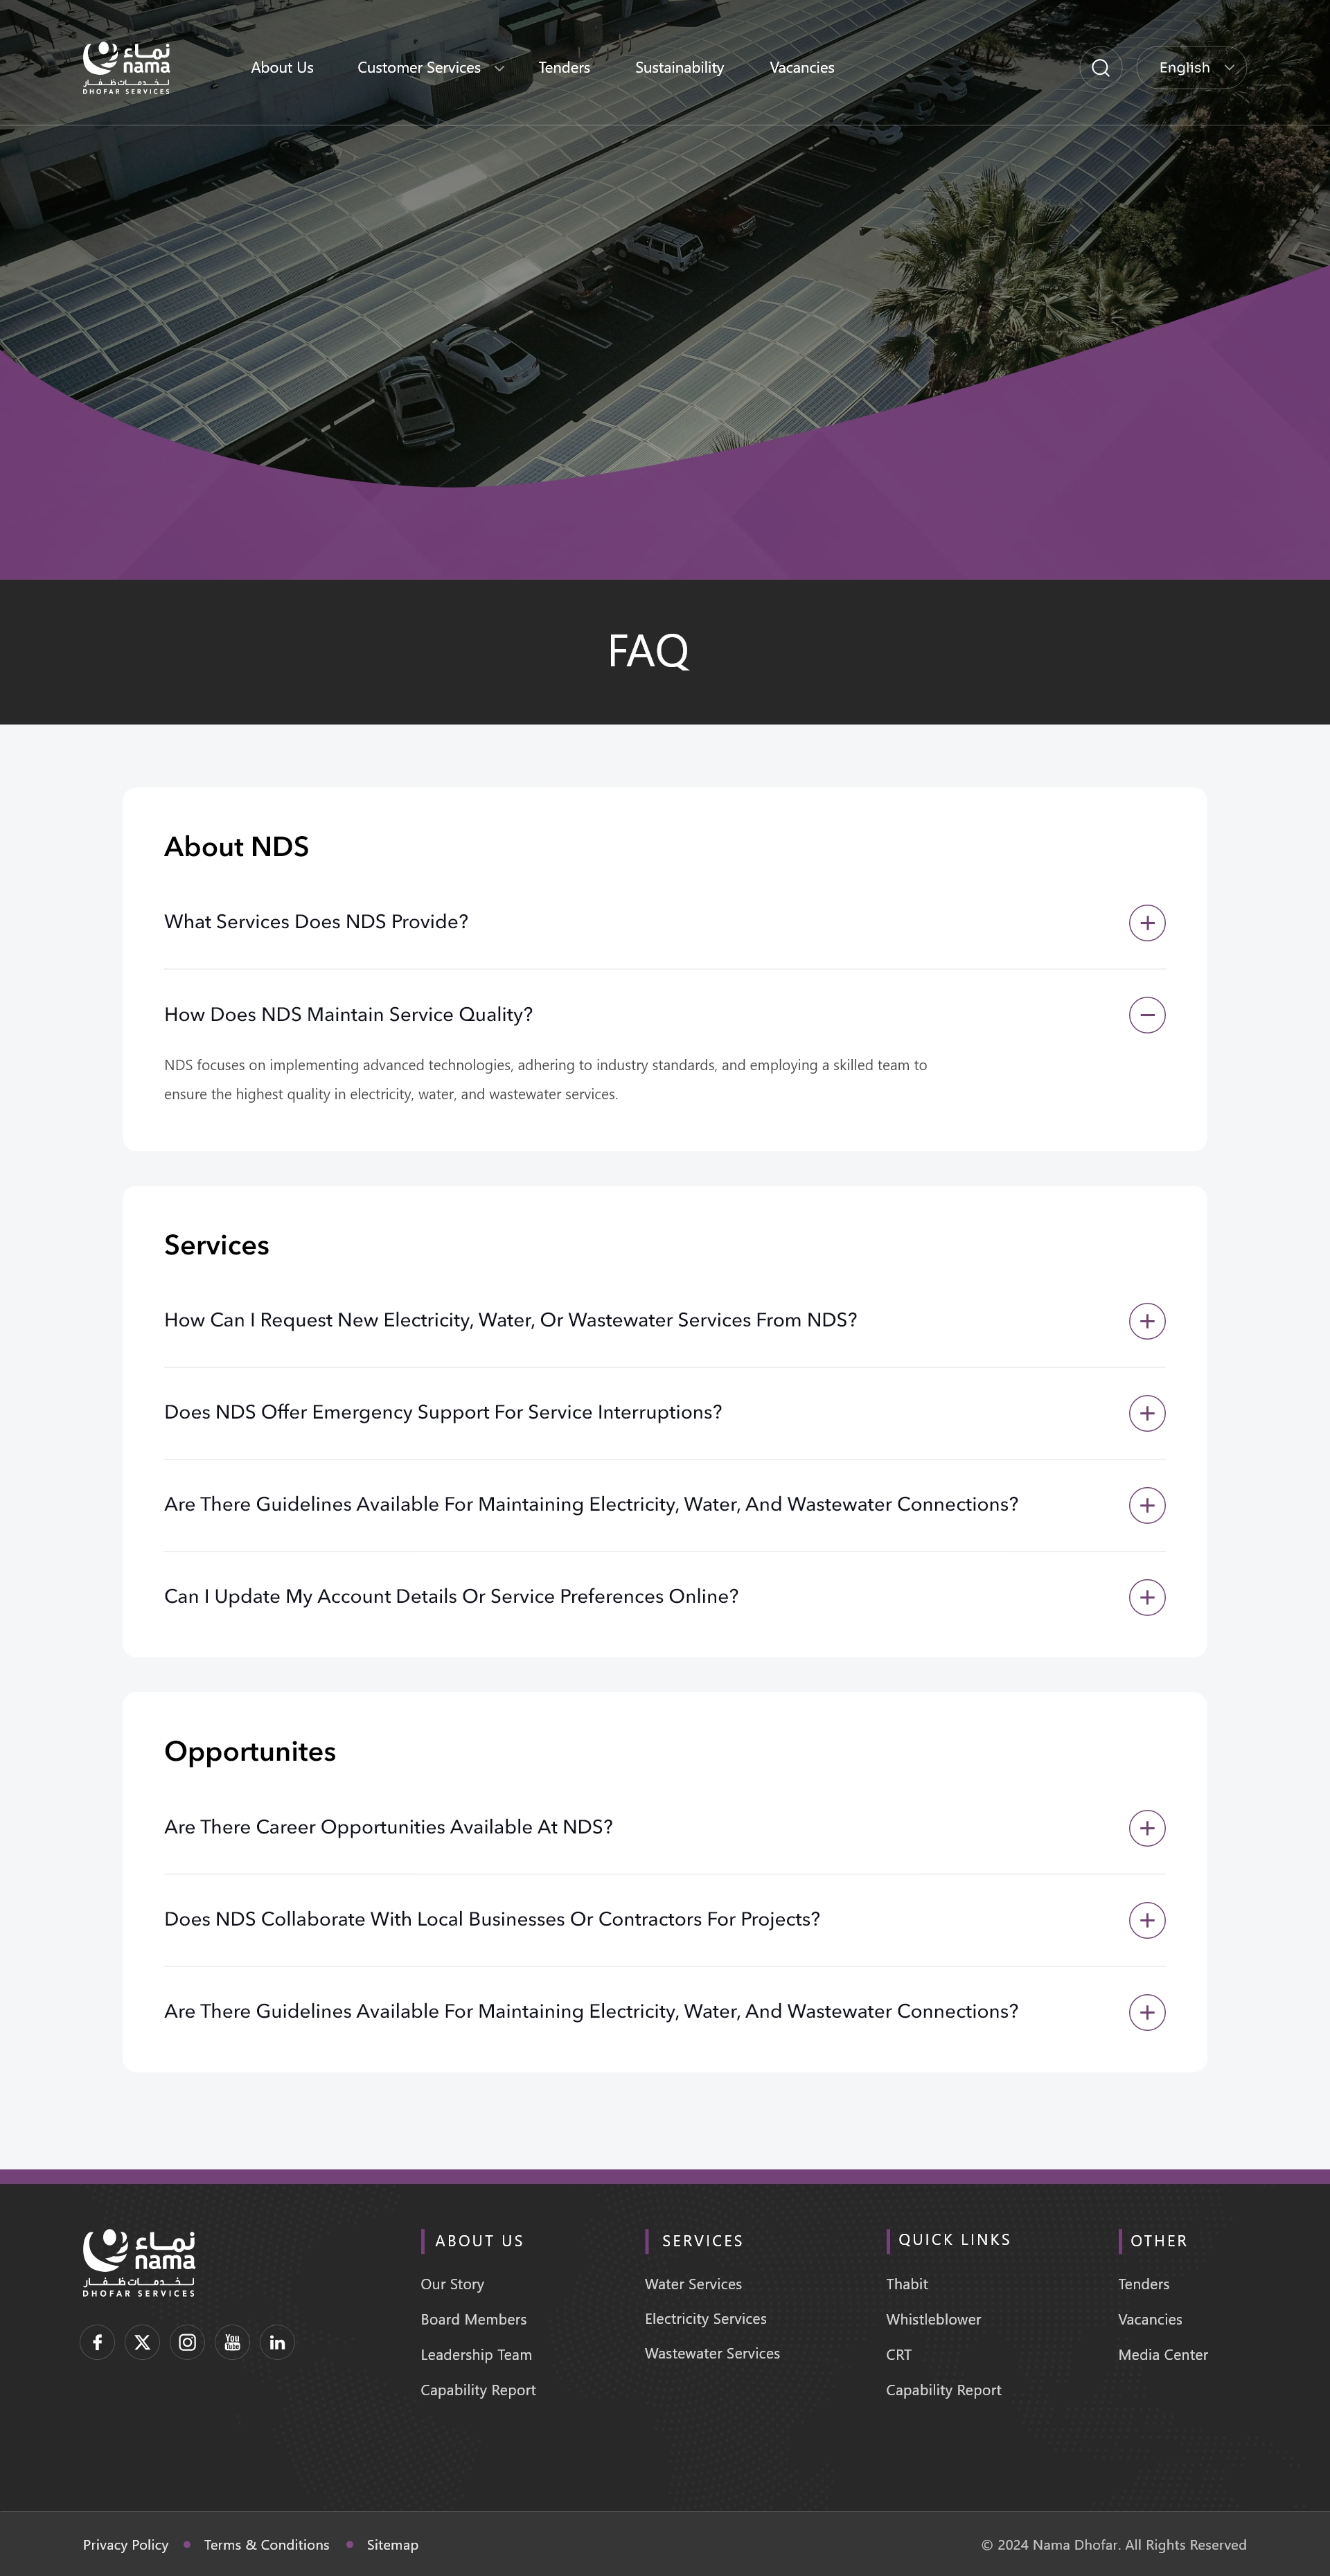 نماء
nama
لخدمات ظفار
DHOFAR SERVICES
About Us
Customer Services
Tenders
Sustainability
Vacancies
English
FAQ
About NDS
What Services Does NDS Provide?
How Does NDS Maintain Service Quality?
NDS focuses on implementing advanced technologies, adhering to industry standards, and employing a skilled team to
ensure the highest quality in electricity, water, and wastewater services.
Services
How Can I Request New Electricity, Water, Or Wastewater Services From NDS?
Does NDS Offer Emergency Support For Service Interruptions?
Are There Guidelines Available For Maintaining Electricity, Water, And Wastewater Connections?
Can I Update My Account Details Or Service Preferences Online?
Opportunites
Are There Career Opportunities Available At NDS?
Does NDS Collaborate With Local Businesses Or Contractors For Projects?
Are There Guidelines Available For Maintaining Electricity, Water, And Wastewater Connections?
نماء
nama
لخدمات ظفار
DHOFAR SERVICES
You
Tube
ABOUT US
Our Story
Board Members
Leadership Team
Capability Report
SERVICES
Water Services
Electricity Services
Wastewater Services
QUICK LINKS
Thabit
Whistleblower
CRT
Capability Report
OTHER
Tenders
Vacancies
Media Center
Privacy Policy
Terms & Conditions
Sitemap
© 2024 Nama Dhofar. All Rights Reserved